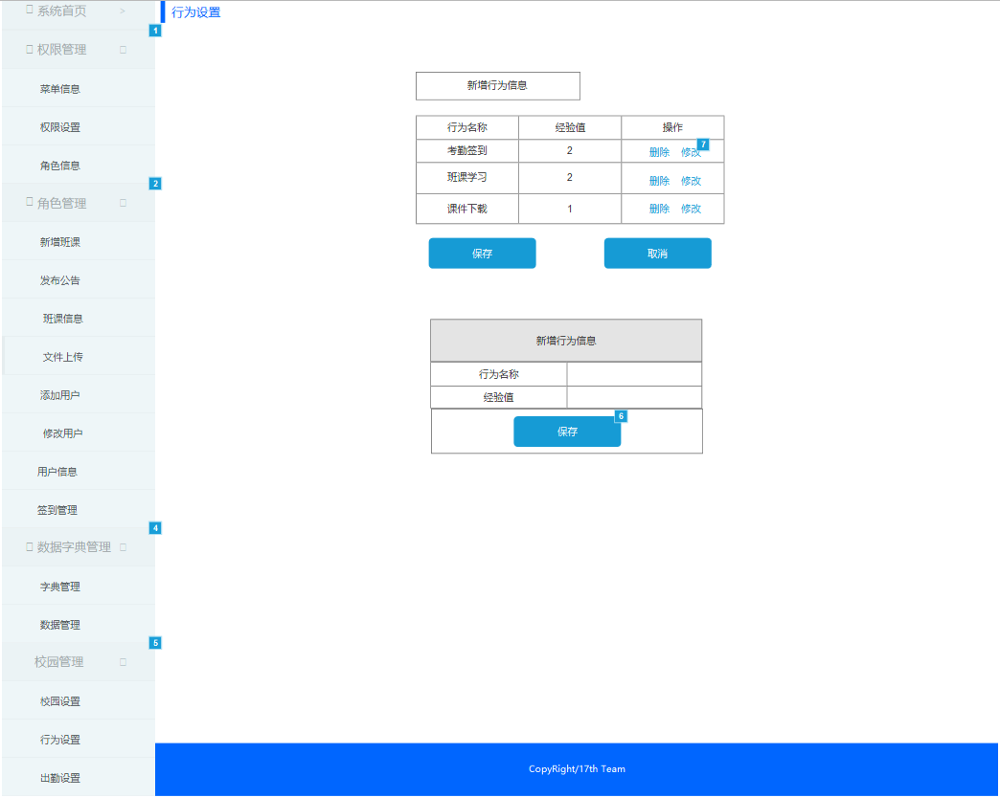 系统首页 >
1
权限管理
菜单信息
权限设置
角色信息
2
角色管理
新增班课
发布公告
班课信息
文件上传
添加用户
修改用户
用户信息
签到管理
4
数据字典管理
字典管理
数据管理
5
校园管理
校园设置
行为设置
出勤设置
行为设置
新增行为信息
行为名称 经验值 操作
7
考勤签到 2 删除 修改
班课学习 2 删除 修改
课件下载 1 删除 修改
保存 取消
新增行为信息
行为名称
经验值
6
保存
CopyRight/17th Team